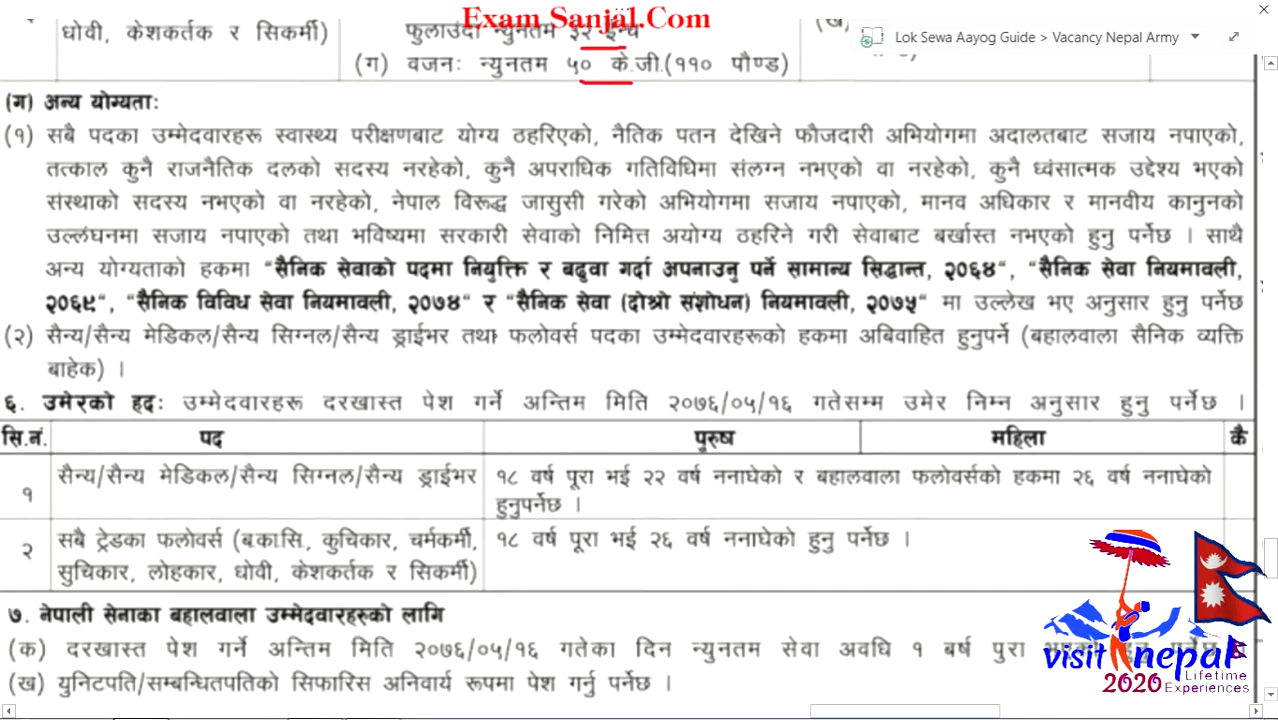 Exam Sanjal.Com
धोवी, केशकर्तक र सिकर्मी)
फुलाउंदा न्युनतम ३२ इन्च
(ख)
Lok Sewa Aayog Guide > Vacancy Nepal Army
(ग) वजनः न्युनतम ५० के.जी.(११० पौण्ड)
(ग) अन्य योग्यताः
(१) सबै पदका उम्मेदवारहरू स्वास्थ्य परीक्षणबाट योग्य ठहरिएको, नैतिक पतन देखिने फौजदारी अभियोगमा अदालतबाट सजाय नपाएको,
तत्काल कुनै राजनैतिक दलको सदस्य नरहेको, कुनै अपराधिक गतिविधिमा संलग्न नभएको वा नरहेको, कुनै ध्वंसात्मक उद्देश्य भएको
संस्थाको सदस्य नभएको वा नरहेको, नेपाल विरूद्ध जासुसी गरेको अभियोगमा सजाय नपाएको, मानव अधिकार र मानवीय कानुनको
उल्लंघनमा सजाय नपाएको तथा भविष्यमा सरकारी सेवाको निमित्त अयोग्य ठहरिने गरी सेवाबाट बर्खास्त नभएको हुनु पर्नेछ । साथै
अन्य योग्यताको हकमा "सैनिक सेवाको पदमा नियुक्ति र बढुवा गर्दा अपनाउनु पर्ने सामान्य सिद्धान्त, २०६४", "सैनिक सेवा नियमावली,
२०६९", "सैनिक विविध सेवा नियमावली, २०७४" र "सैनिक सेवा (दोश्रो संशोधन) नियमावली, २०७५" मा उल्लेख भए अनुसार हुनु पर्नेछ
(२) सैन्य/सैन्य मेडिकल/सैन्य सिग्नल/सैन्य ड्राईभर तथा फलोवर्स पदका उम्मेदवारहरूको हकमा अबिवाहित हुनुपर्ने (बहालवाला सैनिक व्यक्ति
बाहेक) ।
६. उमेरको हदः उम्मेदवारहरू दरखास्त पेश गर्ने अन्तिम मिति २०७६/०५/१६ गतेसम्म उमेर निम्न अनुसार हुनु पर्नेछ ।
सि.नं. पद पुरुष महिला कै
१ सैन्य/सैन्य मेडिकल/सैन्य सिग्नल/सैन्य ड्राईभर १८ वर्ष पूरा भई २२ वर्ष ननाघेको र बहालवाला फलोवर्सको हकमा २६ वर्ष ननाघेको
हुनुपर्नेछ ।
२ सबै ट्रेडका फलोवर्स (बका.सि, कुचिकार, चर्मकर्मी, १८ वर्ष पूरा भई २६ वर्ष ननाघेको हुनु पर्नेछ ।
सुचिकार, लोहकार, धोवी, केशकर्तक र सिकर्मी)
७. नेपाली सेनाका बहालवाला उम्मेदवारहरुको लागि
(क) दरखास्त पेश गर्ने अन्तिम मिति २०७६/०५/१६ गतेका दिन न्युनतम सेवा अवधि १ बर्ष पुरा
(ख) युनिटपति/सम्बन्धितपतिको सिफारिस अनिवार्य रूपमा पेश गर्नु पर्नेछ ।
visit nepal
2020 Lifetime
Experiences